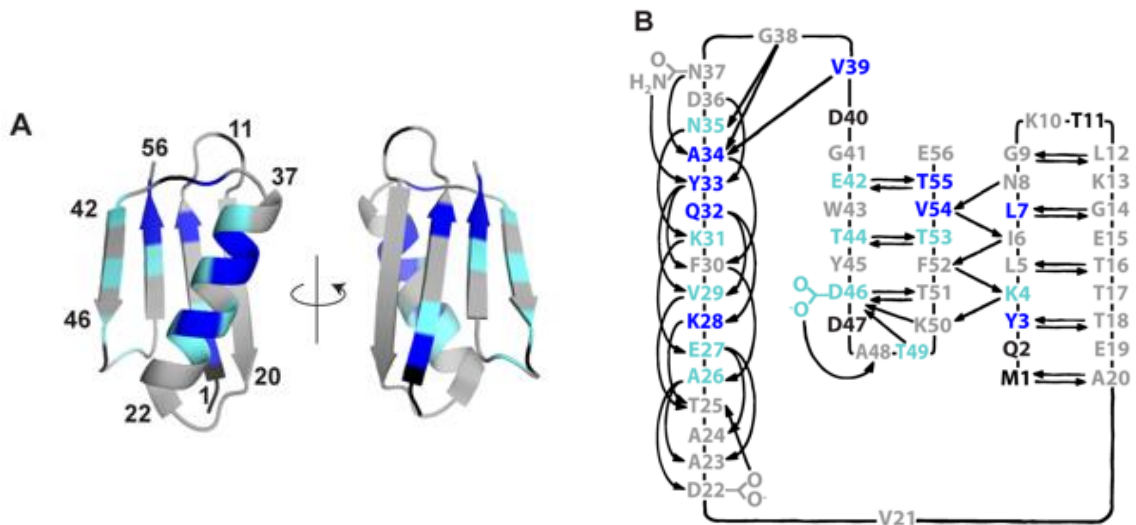 A
11
56
37
42
46
20
1
22
B
G38
O
H2N
N37
V39
D36
D40
K10
T11
N35
A34
G41
E56
G9
L12
Y33
E42
T55
N8
K13
Q32
W43
V54
L7
G14
K31
T44
T53
I6
E15
F30
Y45
F52
L5
T16
V29
O
-O
D46
T51
K4
T17
K28
D47
K50
Y3
T18
E27
A48
T49
Q2
E19
A26
M1
A20
T25
A24
A23
D22
O
O-
V21